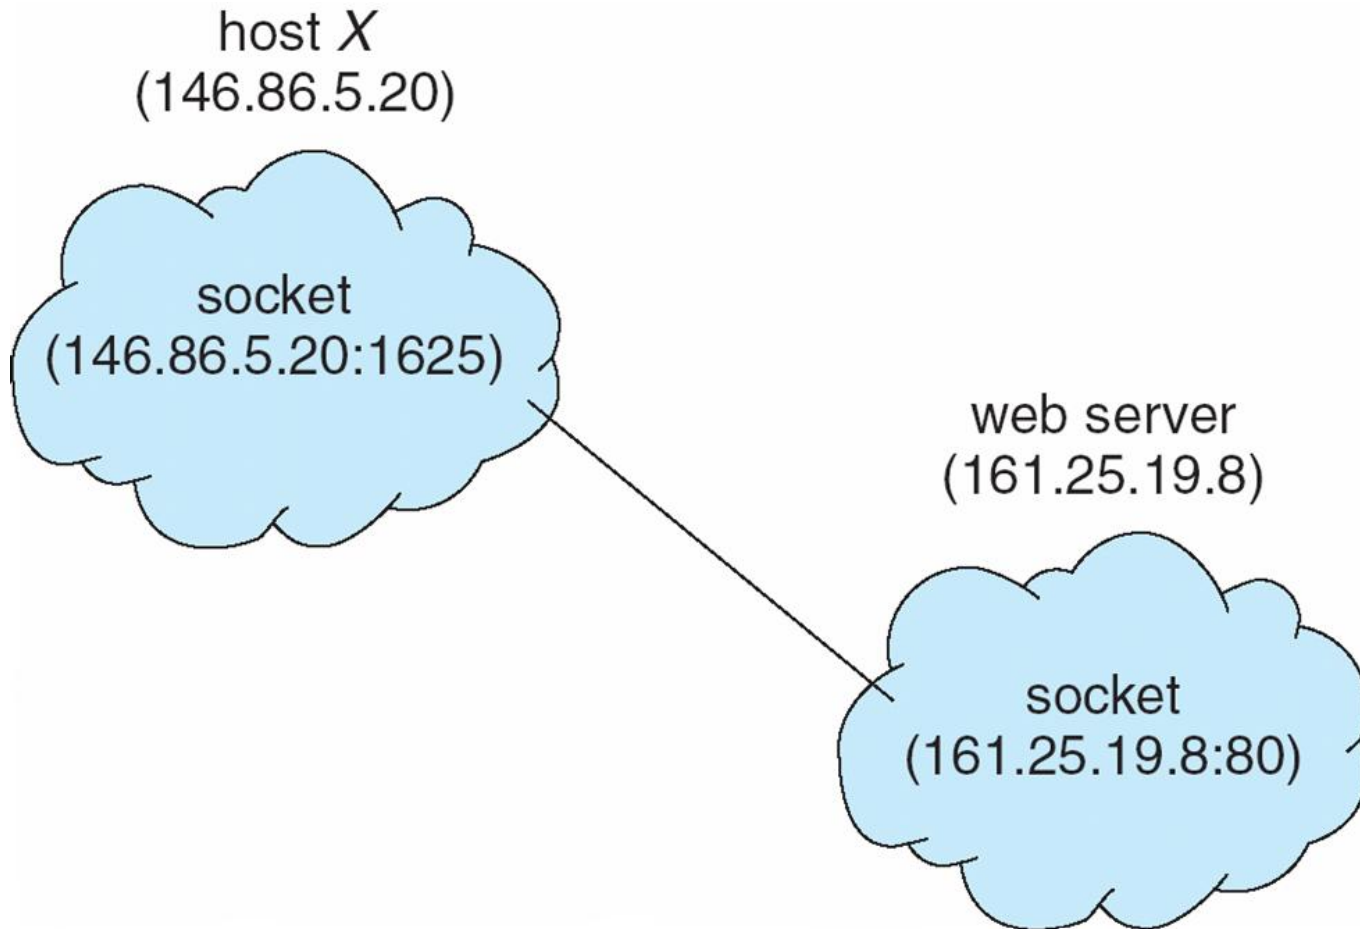 host X
(146.86.5.20)
socket
(146.86.5.20:1625)
web server
(161.25.19.8)
socket
(161.25.19.8:80)